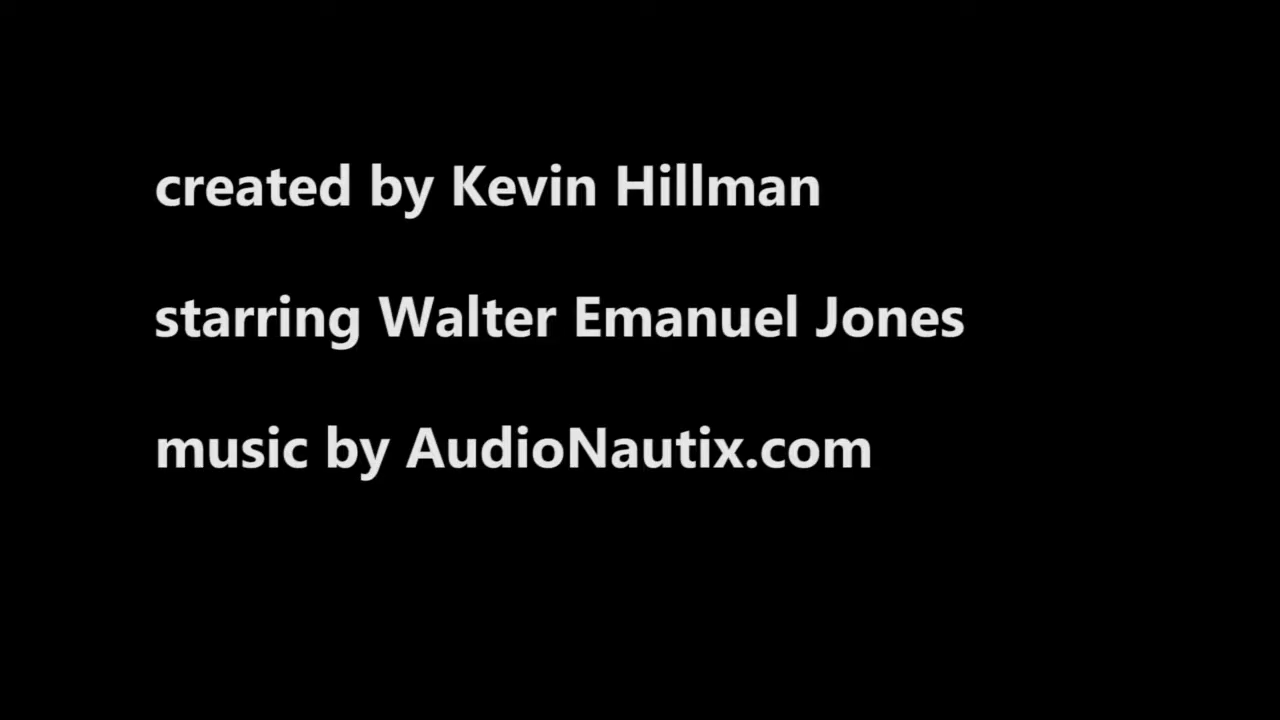 created by Kevin Hillman
starring Walter Emanuel Jones
music by AudioNautix.com